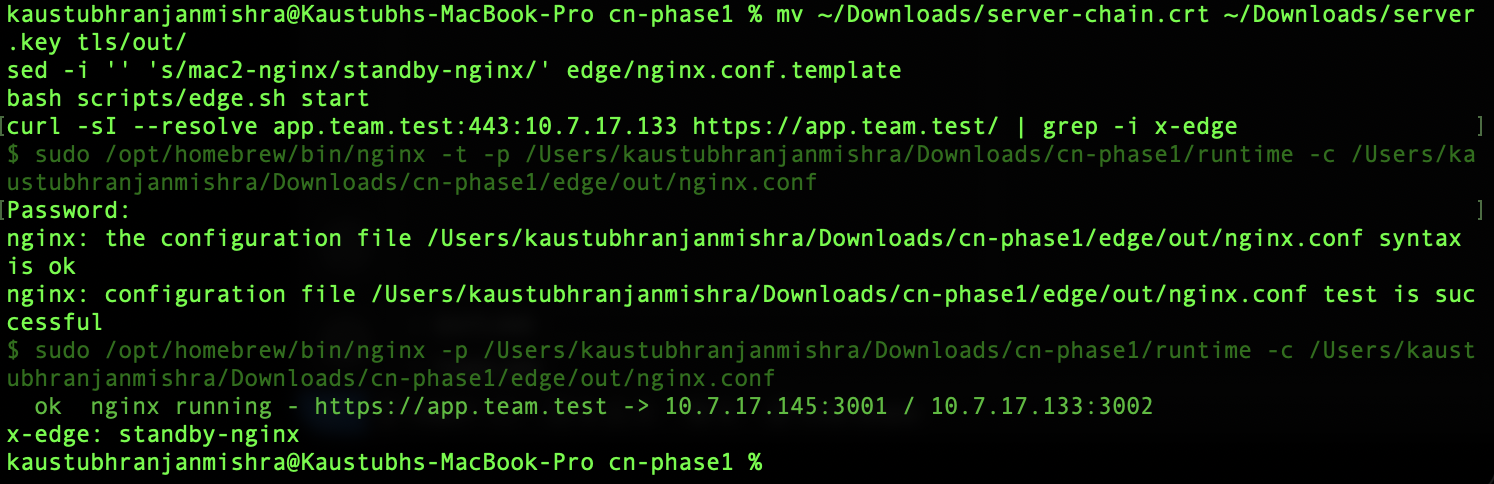 kaustubhranjanmishra@Kaustubhs-MacBook-Pro cn-phase1 % mv ~/Downloads/server-chain.crt ~/Downloads/server
.key tls/out/
sed -i '' 's/mac2-nginx/standby-nginx/' edge/nginx.conf.template
bash scripts/edge.sh start
[curl -sI --resolve app.team.test:443:10.7.17.133 https://app.team.test/ | grep -i x-edge ]
$ sudo /opt/homebrew/bin/nginx -t -p /Users/kaustubhranjanmishra/Downloads/cn-phase1/runtime -c /Users/ka
ustubhranjanmishra/Downloads/cn-phase1/edge/out/nginx.conf
[Password: ]
nginx: the configuration file /Users/kaustubhranjanmishra/Downloads/cn-phase1/edge/out/nginx.conf syntax
is ok
nginx: configuration file /Users/kaustubhranjanmishra/Downloads/cn-phase1/edge/out/nginx.conf test is suc
cessful
$ sudo /opt/homebrew/bin/nginx -p /Users/kaustubhranjanmishra/Downloads/cn-phase1/runtime -c /Users/kaust
ubhranjanmishra/Downloads/cn-phase1/edge/out/nginx.conf
  ok  nginx running - https://app.team.test -> 10.7.17.145:3001 / 10.7.17.133:3002
x-edge: standby-nginx
kaustubhranjanmishra@Kaustubhs-MacBook-Pro cn-phase1 %